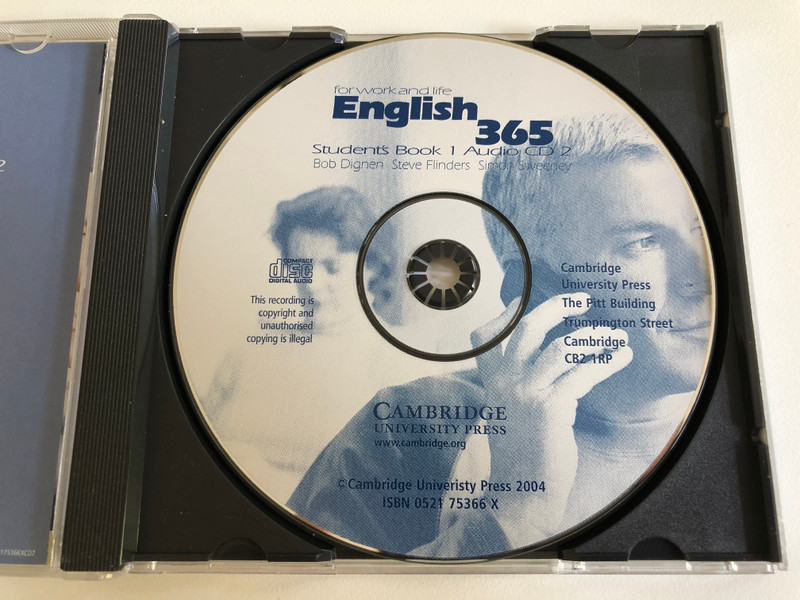 for work and life
English
365
Student's Book 1 Audio CD 2
Bob Dignen Steve Flinders Simon Sweeney
COMPACT
disc
DIGITAL AUDIO
This recording is
copyright and
unauthorised
copying is illegal
Cambridge
University Press
The Pitt Building
Trumpington Street
Cambridge
CB2 1RP
CAMBRIDGE
UNIVERSITY PRESS
www.cambridge.org
© Cambridge Univeristy Press 2004
ISBN 0521 75366 X
2